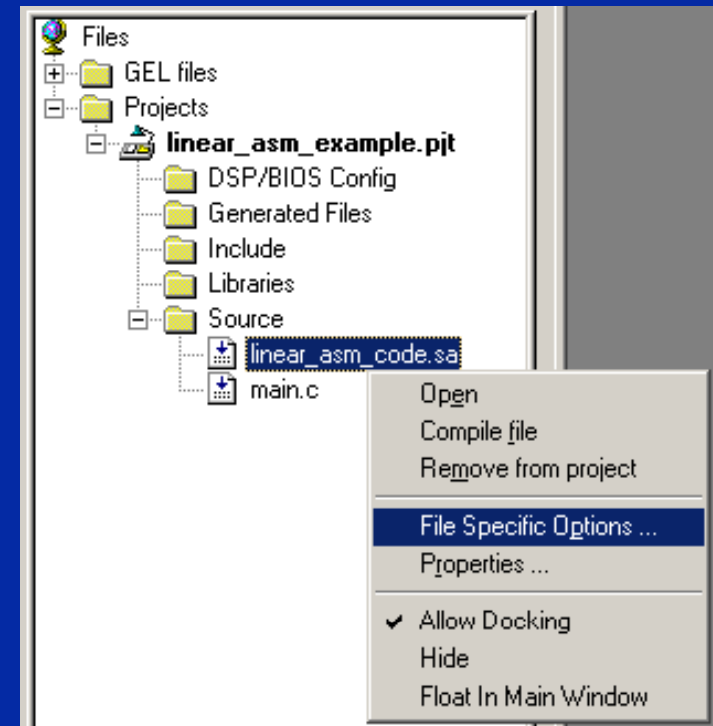 Files
GEL files
Projects
linear_asm_example.pjt
DSP/BIOS Config
Generated Files
Include
Libraries
Source
linear_asm_code.sa
main.c
Open
Compile file
Remove from project
File Specific Options ...
Properties ...
Allow Docking
Hide
Float In Main Window